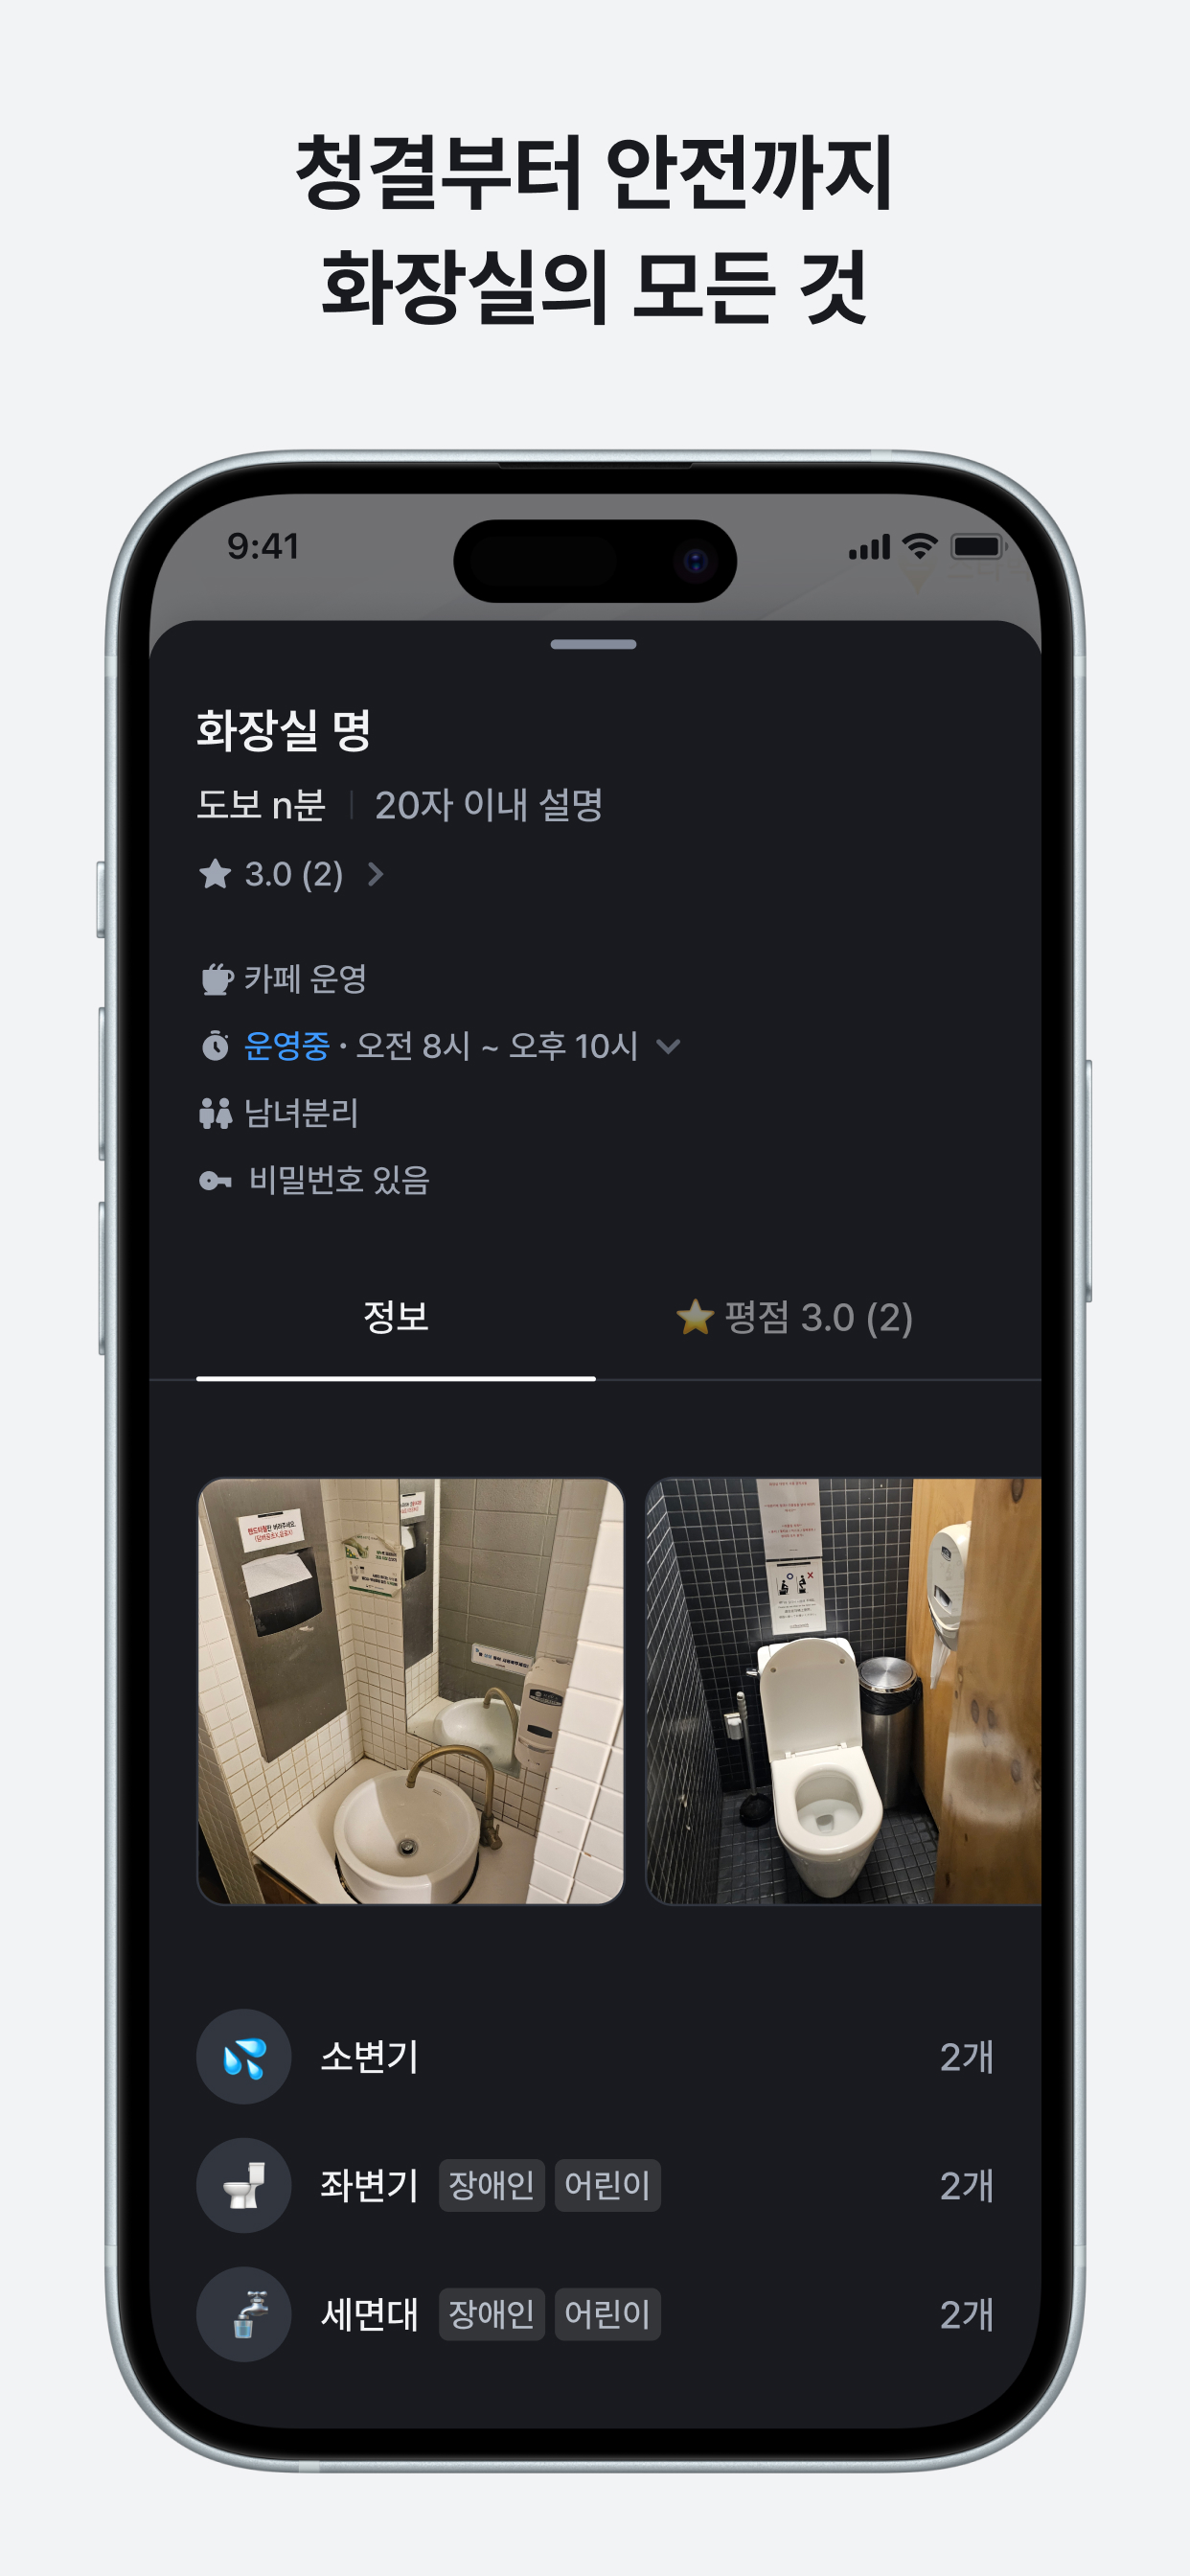 청결부터 안전까지
화장실의 모든 것
9:41
화장실 명
도보 n분 | 20자 이내 설명
3.0 (2)
카페 운영
운영중 · 오전 8시 ~ 오후 10시
남녀분리
비밀번호 있음
정보
⭐ 평점 3.0 (2)
소변기 2개
좌변기 장애인 어린이 2개
세면대 장애인 어린이 2개